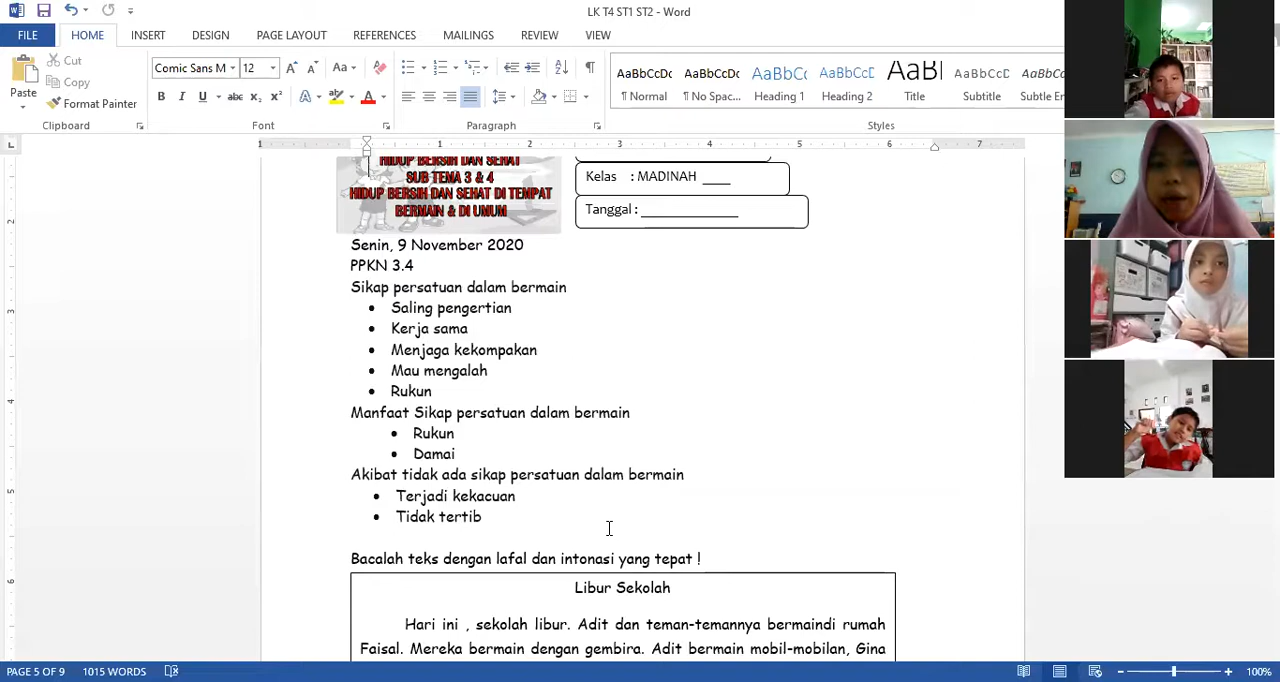 LK T4 ST1 ST2 - Word
FILE HOME INSERT DESIGN PAGE LAYOUT REFERENCES MAILINGS REVIEW VIEW
Cut
Copy
Paste
Format Painter
Comic Sans M 12
AaBbCcDc AaBbCcDc AaBbCc AaBbCcD AaBl AaBbCcD AaBbCcDc
¶ Normal ¶ No Spac... Heading 1 Heading 2 Title Subtitle Subtle Em
Clipboard Font Paragraph Styles
HIDUP BERSIH DAN SEHAT
SUB TEMA 3 & 4
HIDUP BERSIH DAN SEHAT DI TEMPAT
BERMAIN & DI UMUM
Kelas : MADINAH ____
Tanggal : ______________
Senin, 9 November 2020
PPKN 3.4
Sikap persatuan dalam bermain
• Saling pengertian
• Kerja sama
• Menjaga kekompakan
• Mau mengalah
• Rukun
Manfaat Sikap persatuan dalam bermain
• Rukun
• Damai
Akibat tidak ada sikap persatuan dalam bermain
• Terjadi kekacuan
• Tidak tertib
Bacalah teks dengan lafal dan intonasi yang tepat !
Libur Sekolah
Hari ini , sekolah libur. Adit dan teman-temannya bermaindi rumah
Faisal. Mereka bermain dengan gembira. Adit bermain mobil-mobilan, Gina
PAGE 5 OF 9 1015 WORDS 100%